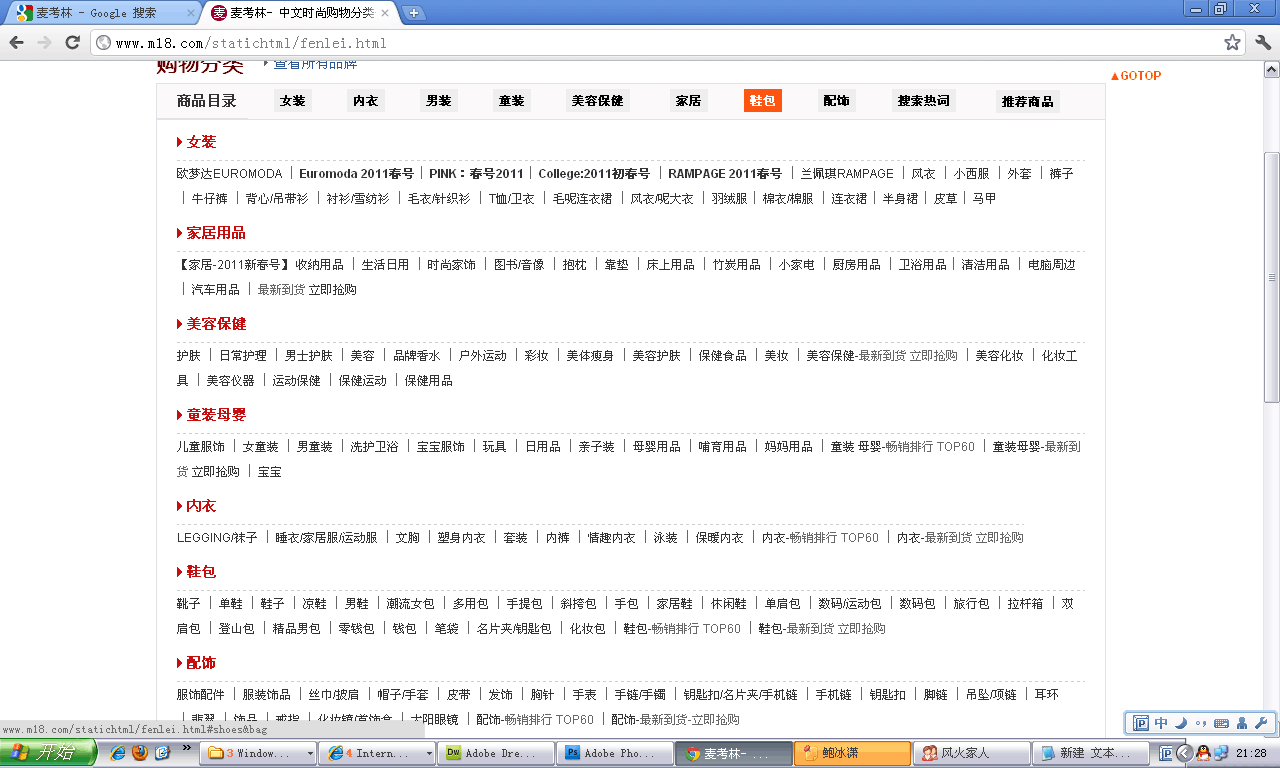 麦考林 - Google 搜索
麦考林- 中文时尚购物分类
www.m18.com/statichtml/fenlei.html
购物分类 查看所有品牌
▲GOTOP
商品目录 女装 内衣 男装 童装 美容保健 家居 鞋包 配饰 搜索热词 推荐商品
女装
欧梦达EUROMODA | Euromoda 2011春号 | PINK：春号2011 | College:2011初春号 | RAMPAGE 2011春号 | 兰佩琪RAMPAGE | 风衣 | 小西服 | 外套 | 裤子
| 牛仔裤 | 背心/吊带衫 | 衬衫/雪纺衫 | 毛衣/针织衫 | T恤/卫衣 | 毛呢连衣裙 | 风衣/呢大衣 | 羽绒服 | 棉衣/棉服 | 连衣裙 | 半身裙 | 皮草 | 马甲
家居用品
【家居-2011新春号】收纳用品 | 生活日用 | 时尚家饰 | 图书/音像 | 抱枕 | 靠垫 | 床上用品 | 竹炭用品 | 小家电 | 厨房用品 | 卫浴用品 | 清洁用品 | 电脑周边
| 汽车用品 | 最新到货 立即抢购
美容保健
护肤 | 日常护理 | 男士护肤 | 美容 | 品牌香水 | 户外运动 | 彩妆 | 美体瘦身 | 美容护肤 | 保健食品 | 美妆 | 美容保健-最新到货 立即抢购 | 美容化妆 | 化妆工
具 | 美容仪器 | 运动保健 | 保健运动 | 保健用品
童装母婴
儿童服饰 | 女童装 | 男童装 | 洗护卫浴 | 宝宝服饰 | 玩具 | 日用品 | 亲子装 | 母婴用品 | 哺育用品 | 妈妈用品 | 童装 母婴-畅销排行 TOP60 | 童装母婴-最新到
货 立即抢购 | 宝宝
内衣
LEGGING/袜子 | 睡衣/家居服/运动服 | 文胸 | 塑身内衣 | 套装 | 内裤 | 情趣内衣 | 泳装 | 保暖内衣 | 内衣-畅销排行 TOP60 | 内衣-最新到货 立即抢购
鞋包
靴子 | 单鞋 | 鞋子 | 凉鞋 | 男鞋 | 潮流女包 | 多用包 | 手提包 | 斜挎包 | 手包 | 家居鞋 | 休闲鞋 | 单肩包 | 数码/运动包 | 数码包 | 旅行包 | 拉杆箱 | 双
肩包 | 登山包 | 精品男包 | 零钱包 | 钱包 | 笔袋 | 名片夹/钥匙包 | 化妆包 | 鞋包-畅销排行 TOP60 | 鞋包-最新到货 立即抢购
配饰
服饰配件 | 服装饰品 | 丝巾/披肩 | 帽子/手套 | 皮带 | 发饰 | 胸针 | 手表 | 手链/手镯 | 钥匙扣/名片夹/手机链 | 手机链 | 钥匙扣 | 脚链 | 吊坠/项链 | 耳环
| 翡翠 | 饰品 | 戒指 | 化妆镜/首饰盒 | 太阳眼镜 | 配饰-畅销排行 TOP60 | 配饰-最新到货-立即抢购
www.m18.com/statichtml/fenlei.html#shoes&bag
中
开始 3 Window... 4 Intern... Adobe Dre... Adobe Pho... 麦考林- ... 鲍冰潇 风火家人 新建 文本... 21:28